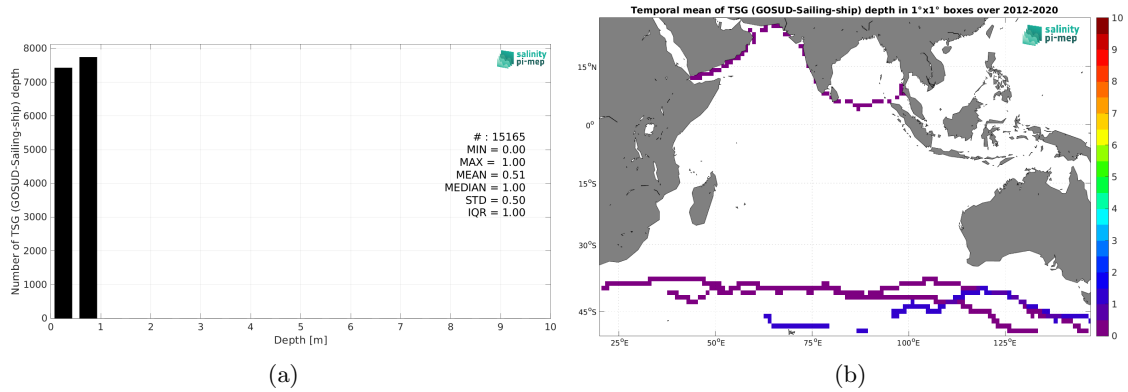 8000
7000
6000
5000
4000
3000
2000
1000
0
Number of TSG (GOSUD-Sailing-ship) depth
0 1 2 3 4 5 6 7 8 9 10
Depth [m]
salinity
pi-mep
# : 15165
MIN = 0.00
MAX = 1.00
MEAN = 0.51
MEDIAN = 1.00
STD = 0.50
IQR = 1.00
(a)
Temporal mean of TSG (GOSUD-Sailing-ship) depth in 1°x1° boxes over 2012-2020
salinity
pi-mep
15°N
0°
15°S
30°S
45°S
25°E 50°E 75°E 100°E 125°E
10
9
8
7
6
5
4
3
2
1
0
(b)